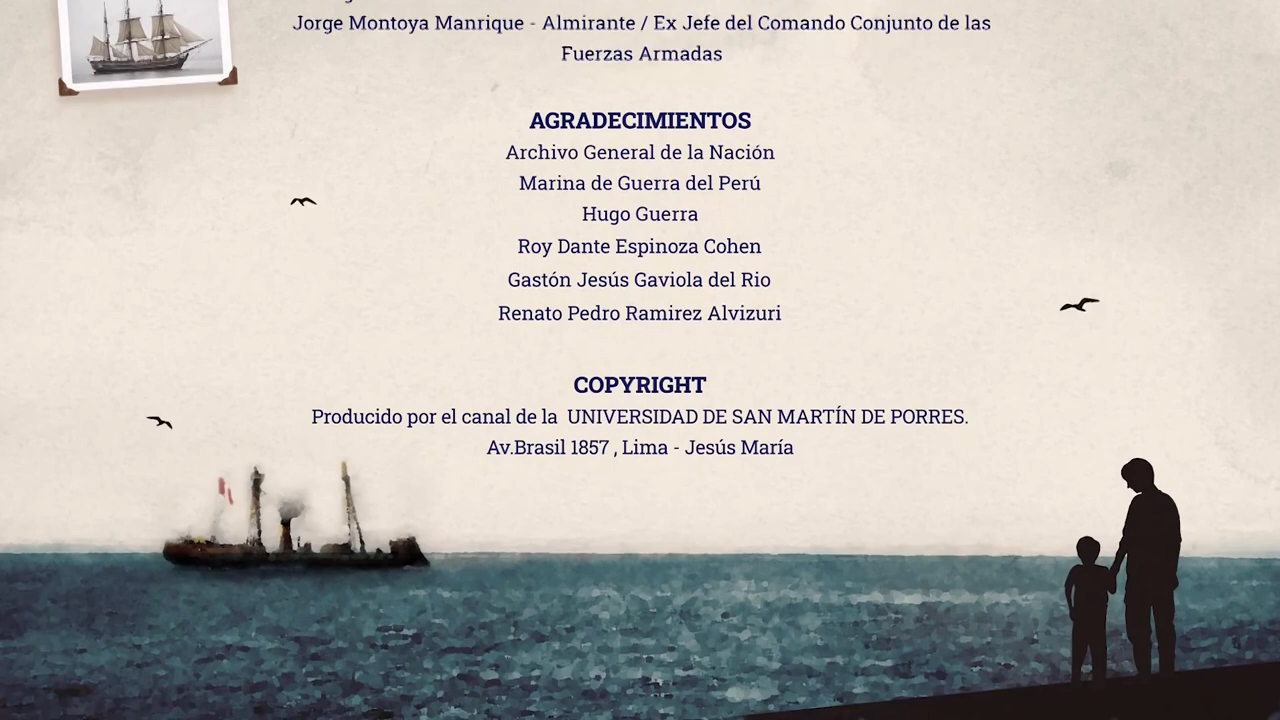 Jorge Montoya Manrique - Almirante / Ex Jefe del Comando Conjunto de las
Fuerzas Armadas
AGRADECIMIENTOS
Archivo General de la Nación
Marina de Guerra del Perú
Hugo Guerra
Roy Dante Espinoza Cohen
Gastón Jesús Gaviola del Rio
Renato Pedro Ramirez Alvizuri
COPYRIGHT
Producido por el canal de la UNIVERSIDAD DE SAN MARTÍN DE PORRES.
Av.Brasil 1857 , Lima - Jesús María